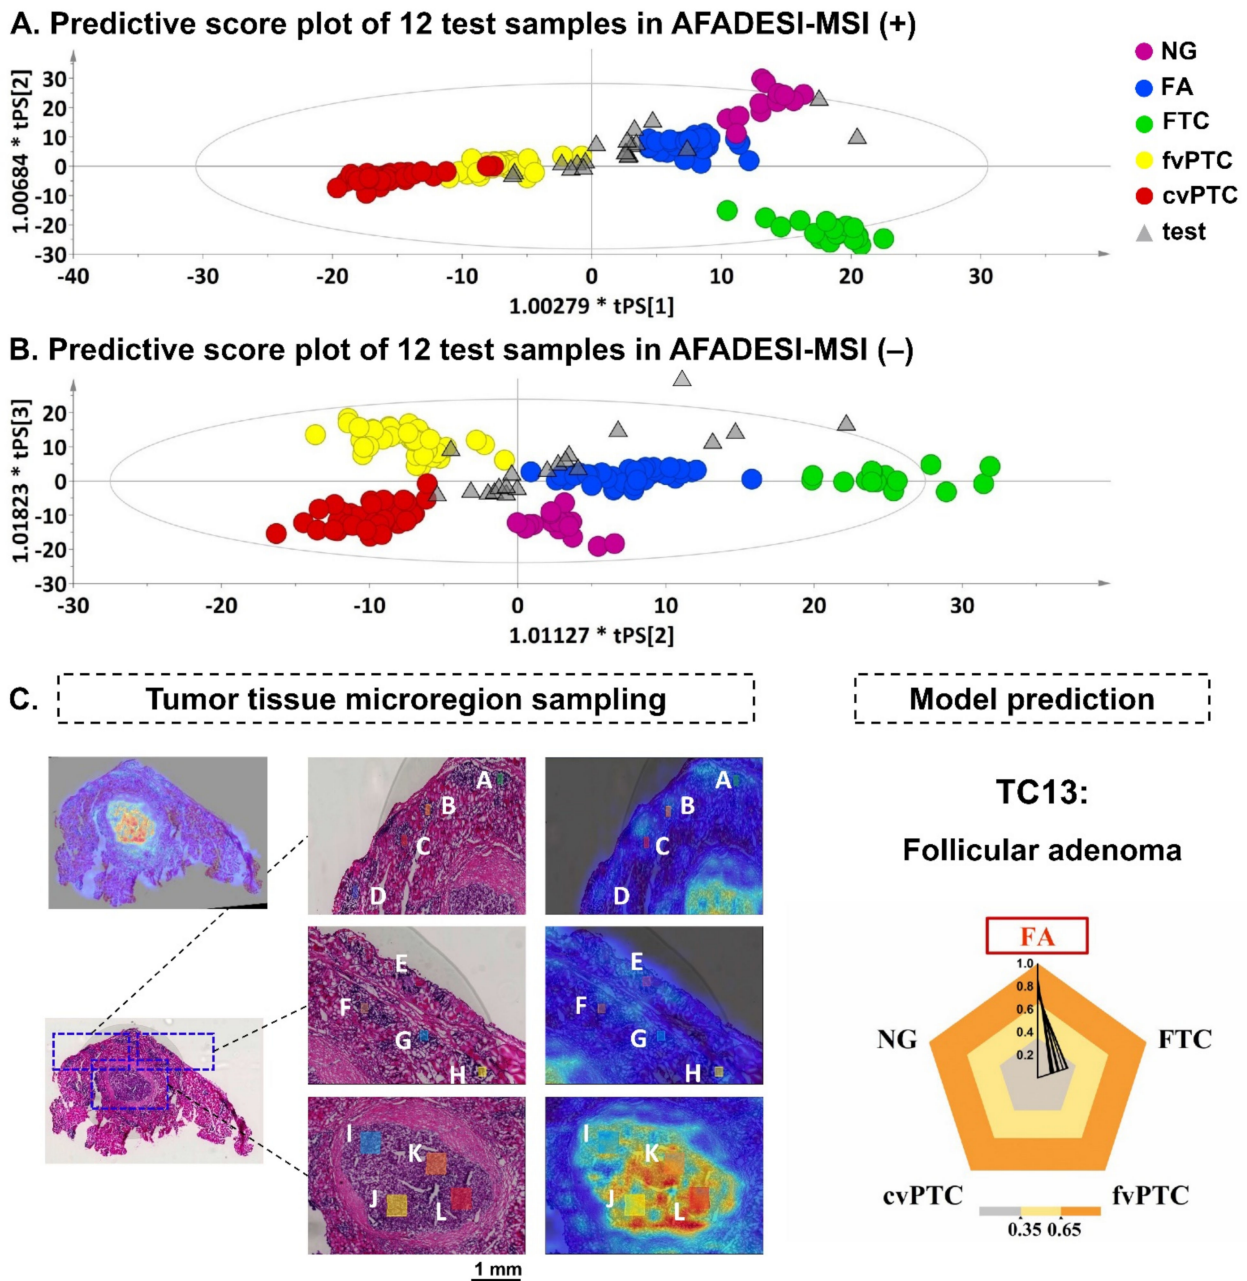 A. Predictive score plot of 12 test samples in AFADESI-MSI (+)
1.00684 * tPS[2]
30
20
10
0
-10
-20
-30
-40 -30 -20 -10 0 10 20 30 40
1.00279 * tPS[1]
NG
FA
FTC
fvPTC
cvPTC
test
B. Predictive score plot of 12 test samples in AFADESI-MSI (–)
1.01823 * tPS[3]
20
10
0
-10
-20
-30
-30 -20 -10 0 10 20 30
1.01127 * tPS[2]
C. Tumor tissue microregion sampling
Model prediction
A
B
C
D
A
B
C
D
E
F
G
H
E
F
G
H
I
K
J
L
I
K
J
L
1 mm
TC13:
Follicular adenoma
FA
1.0
0.8
0.6
0.4
0.2
NG
FTC
cvPTC
fvPTC
0.35 0.65